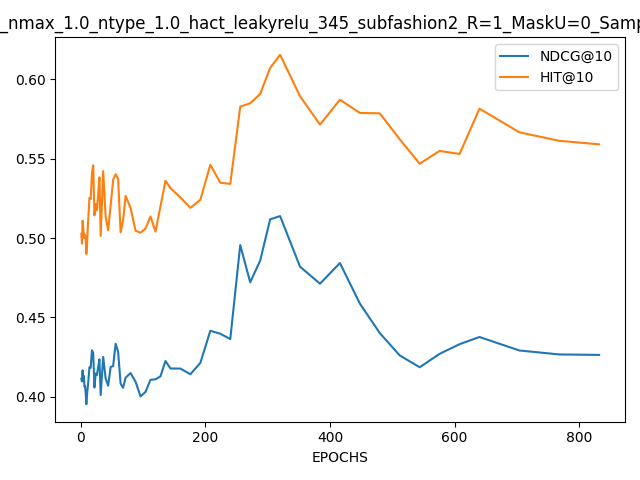 _nmax_1.0_ntype_1.0_hact_leakyrelu_345_subfashion2_R=1_MaskU=0_Samp
NDCG@10
HIT@10
0.60
0.55
0.50
0.45
0.40
0 200 400 600 800
EPOCHS